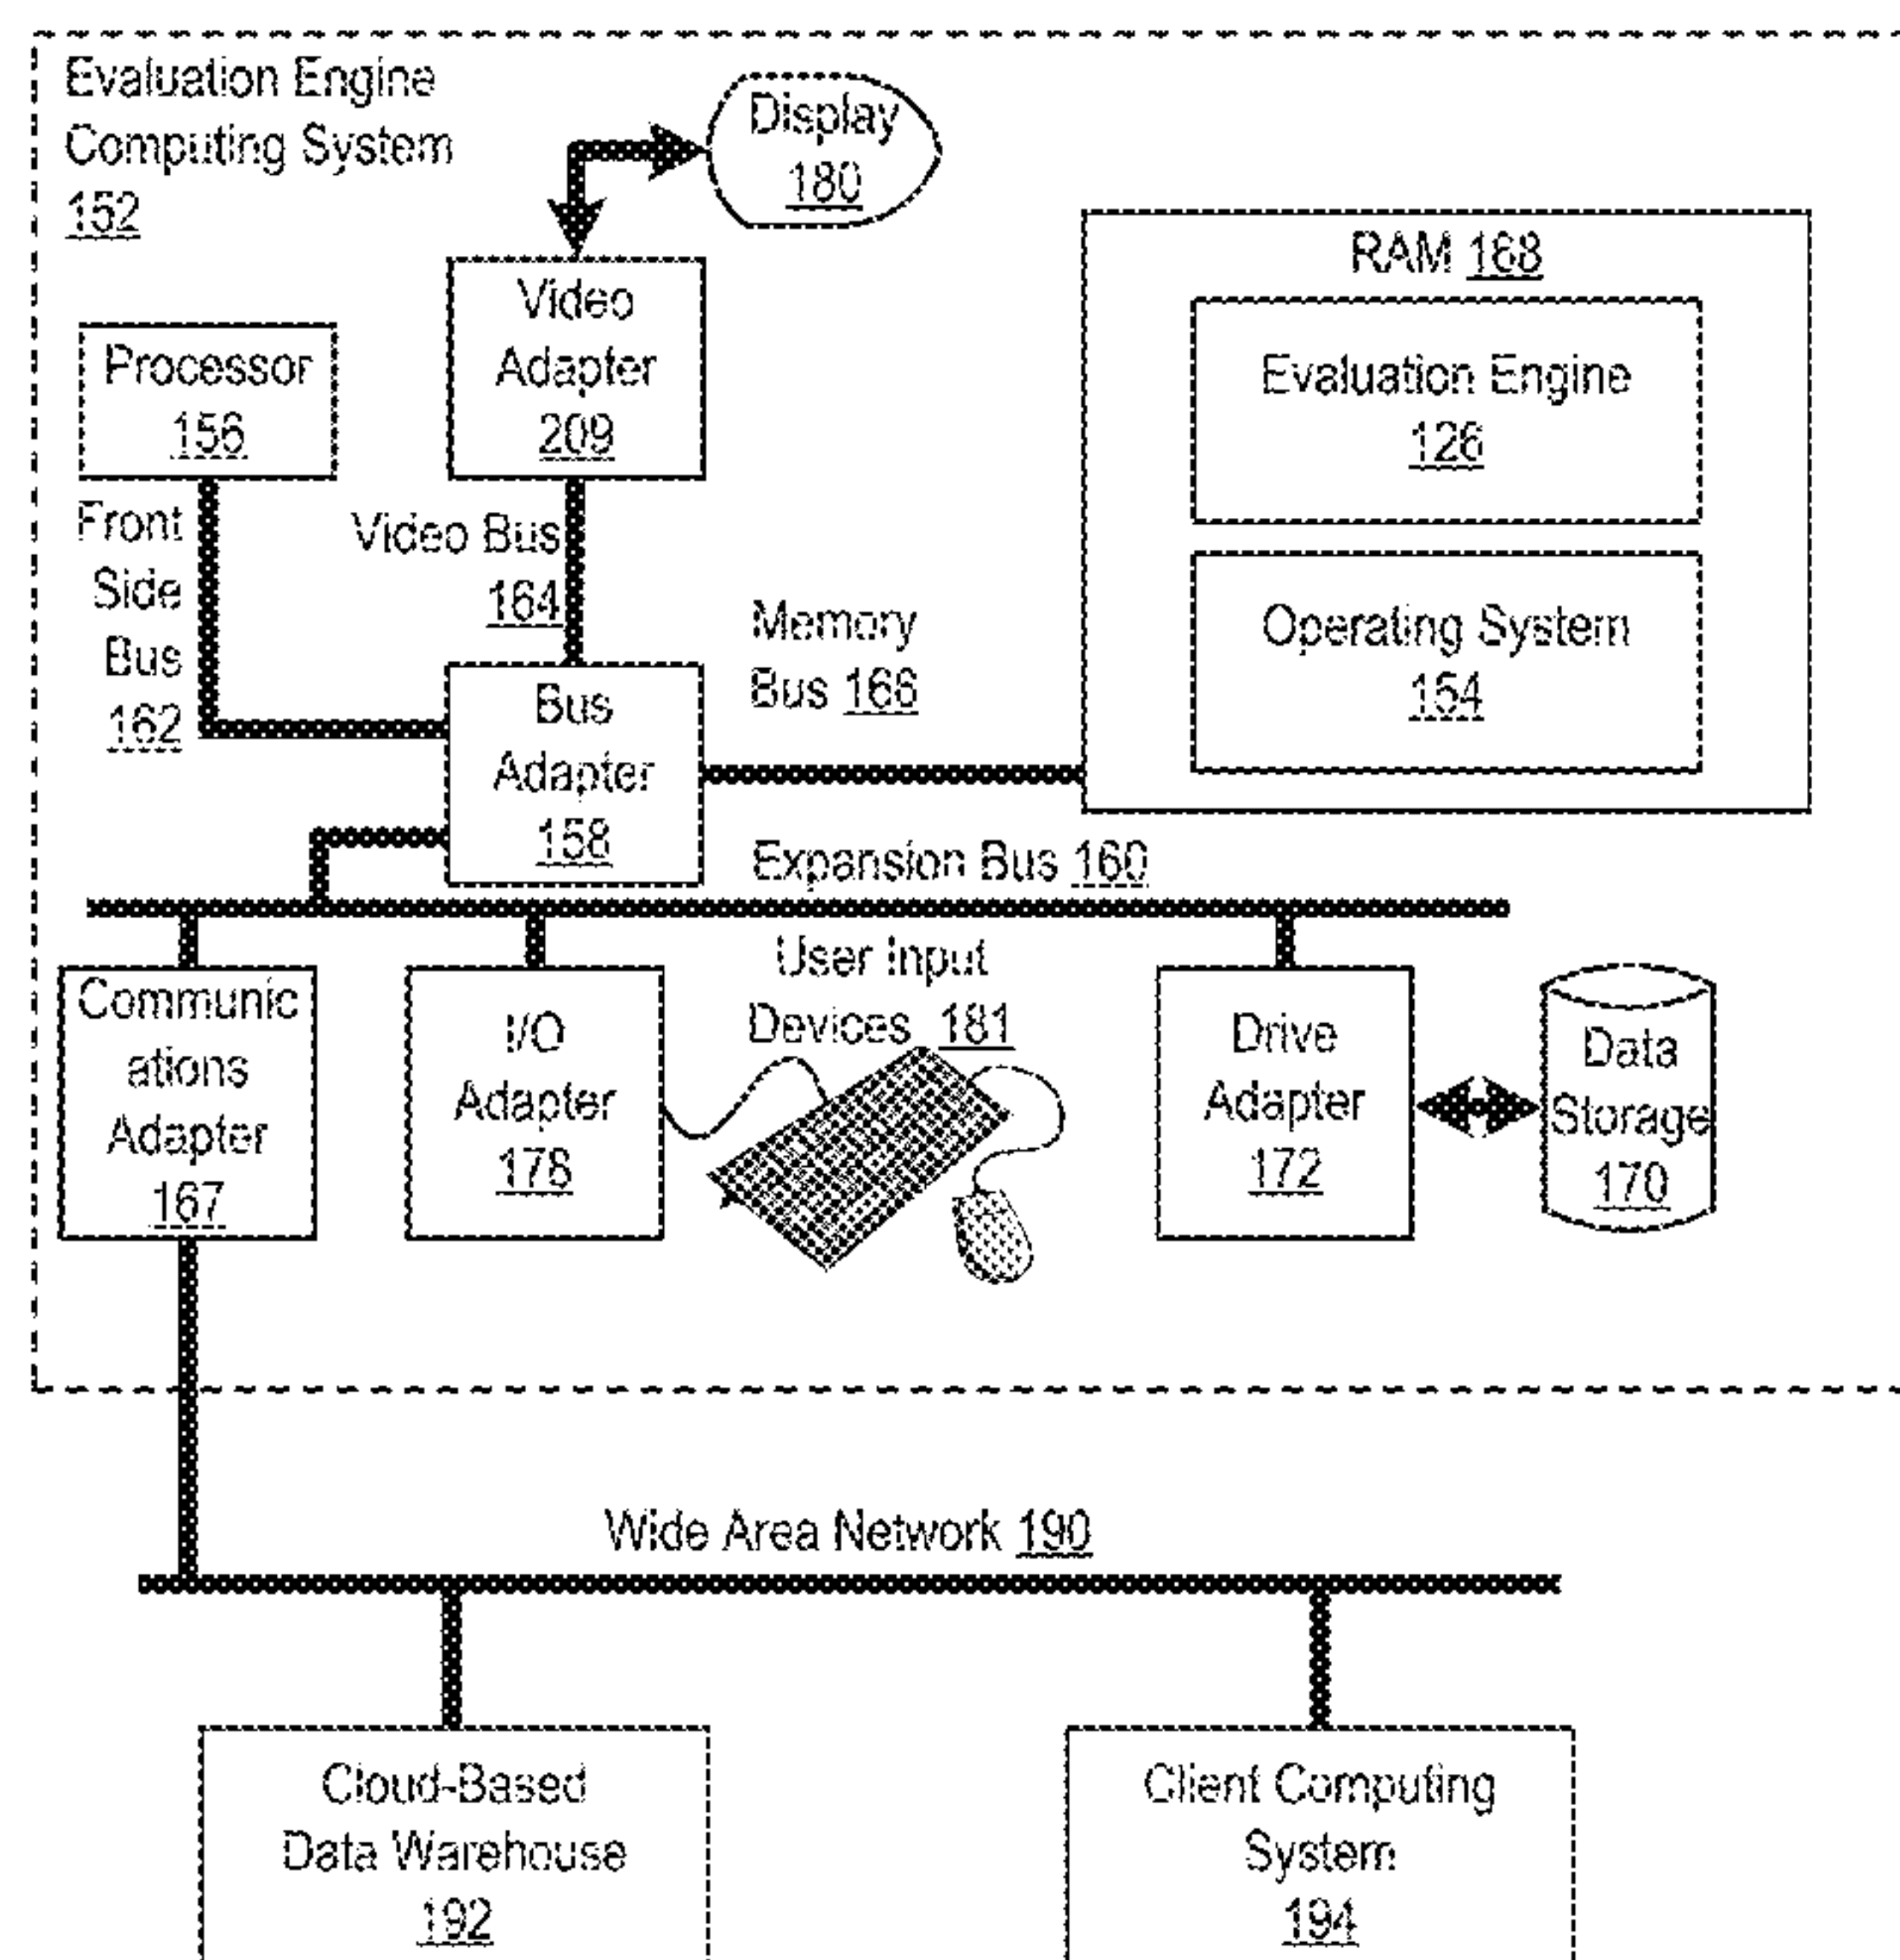 Evaluation Engine
Computing System
152
Display
180
Video
Adapter
209
Processor
156
RAM 168
Evaluation Engine
126
Operating System
154
Front
Side
Bus
162
Video Bus
164
Memory
Bus 166
Bus
Adapter
158
Expansion Bus 160
Communic
ations
Adapter
167
I/O
Adapter
178
User Input
Devices 181
Drive
Adapter
172
Data
Storage
170
Wide Area Network 190
Cloud-Based
Data Warehouse
192
Client Computing
System
194